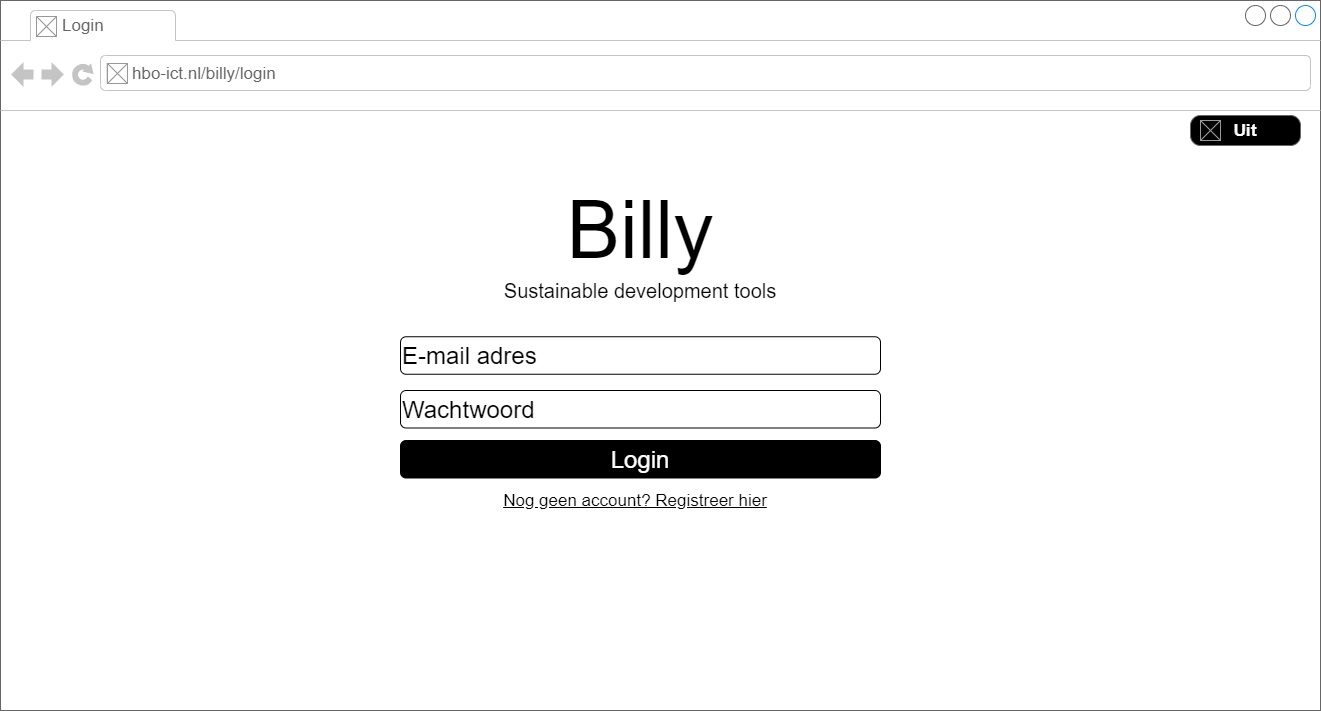 Login
hbo-ict.nl/billy/login
Uit
Billy
Sustainable development tools
E-mail adres
Wachtwoord
Login
Nog geen account? Registreer hier